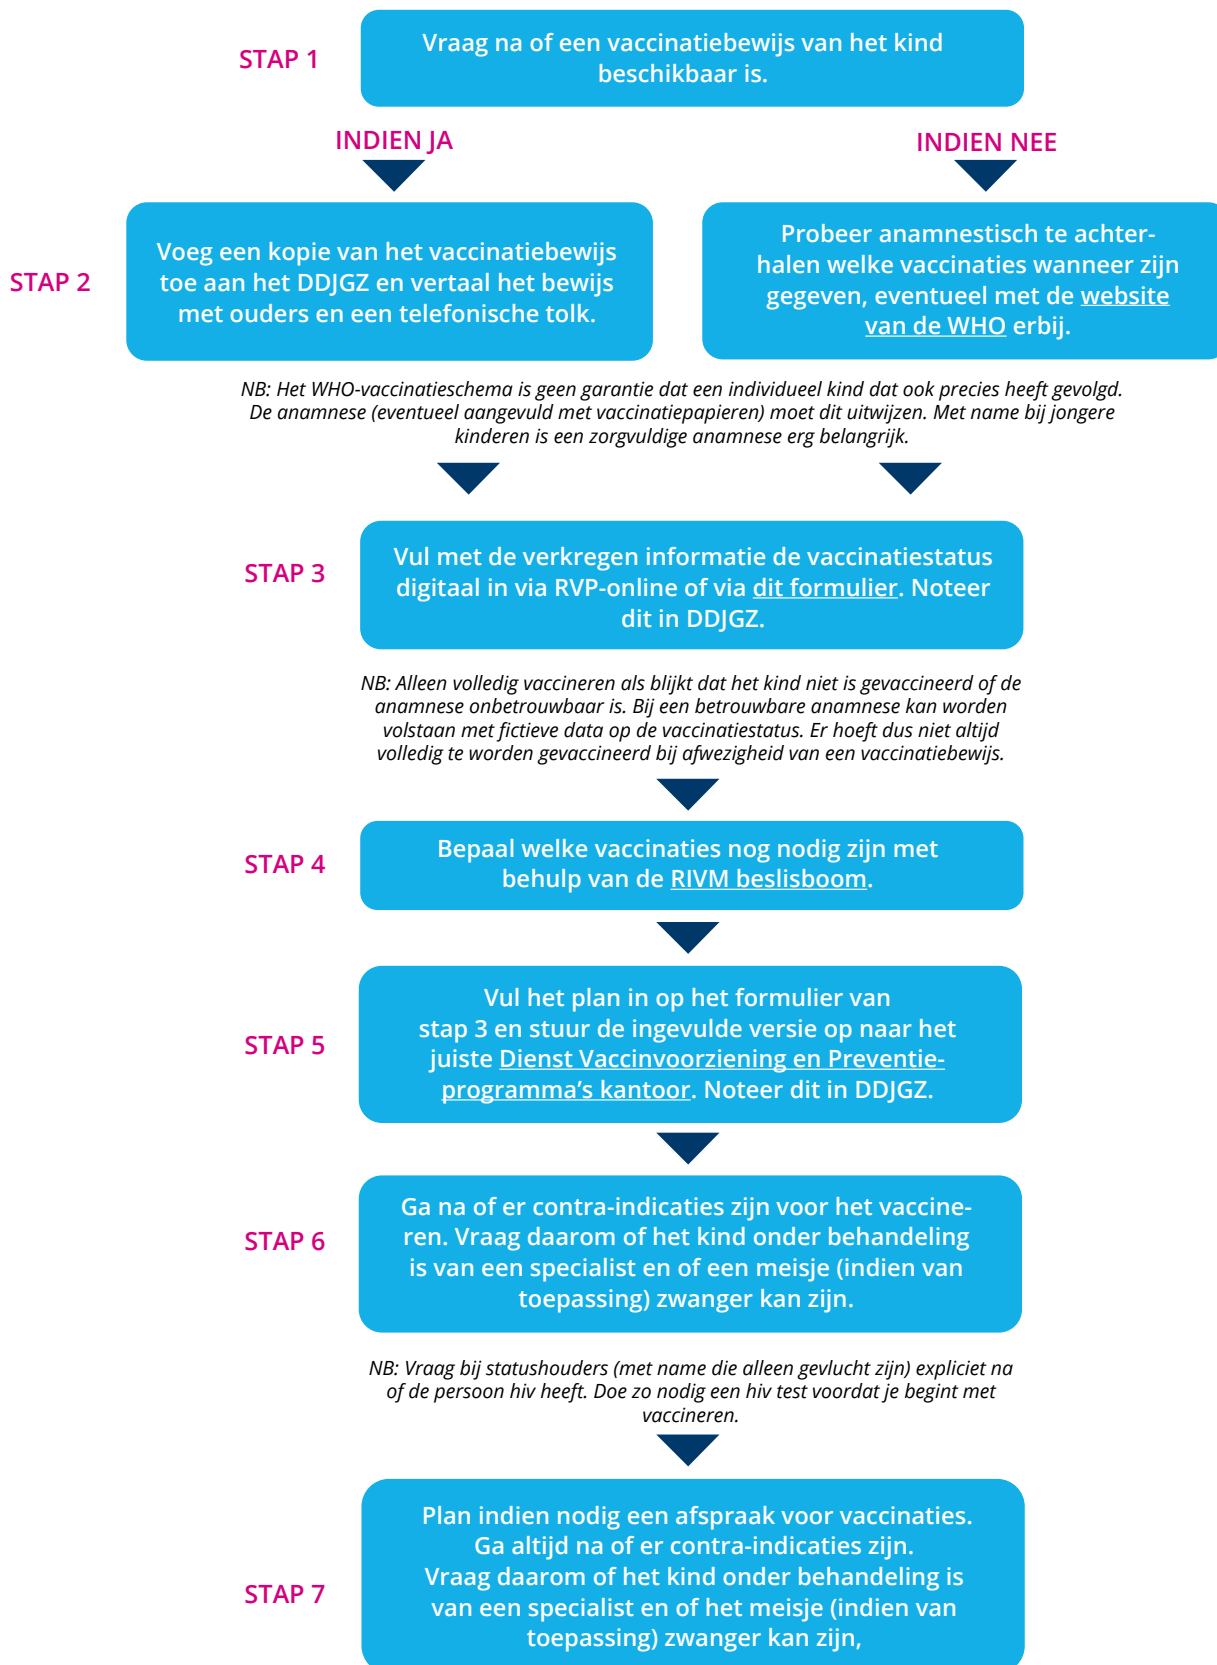 STAP 1
Vraag na of een vaccinatiebewijs van het kind
beschikbaar is.
INDIEN JA
INDIEN NEE
STAP 2
Voeg een kopie van het vaccinatiebewijs
toe aan het DDJGZ en vertaal het bewijs
met ouders en een telefonische tolk.
Probeer anamnestisch te achter-
halen welke vaccinaties wanneer zijn
gegeven, eventueel met de website
van de WHO erbij.
NB: Het WHO-vaccinatieschema is geen garantie dat een individueel kind dat ook precies heeft gevolgd.
De anamnese (eventueel aangevuld met vaccinatiepapieren) moet dit uitwijzen. Met name bij jongere
kinderen is een zorgvuldige anamnese erg belangrijk.
STAP 3
Vul met de verkregen informatie de vaccinatiestatus
digitaal in via RVP-online of via dit formulier. Noteer
dit in DDJGZ.
NB: Alleen volledig vaccineren als blijkt dat het kind niet is gevaccineerd of de
anamnese onbetrouwbaar is. Bij een betrouwbare anamnese kan worden
volstaan met fictieve data op de vaccinatiestatus. Er hoeft dus niet altijd
volledig te worden gevaccineerd bij afwezigheid van een vaccinatiebewijs.
STAP 4
Bepaal welke vaccinaties nog nodig zijn met
behulp van de RIVM beslisboom.
STAP 5
Vul het plan in op het formulier van
stap 3 en stuur de ingevulde versie op naar het
juiste Dienst Vaccinvoorziening en Preventie-
programma's kantoor. Noteer dit in DDJGZ.
STAP 6
Ga na of er contra-indicaties zijn voor het vaccine-
ren. Vraag daarom of het kind onder behandeling
is van een specialist en of een meisje (indien van
toepassing) zwanger kan zijn.
NB: Vraag bij statushouders (met name die alleen gevlucht zijn) expliciet na
of de persoon hiv heeft. Doe zo nodig een hiv test voordat je begint met
vaccineren.
STAP 7
Plan indien nodig een afspraak voor vaccinaties.
Ga altijd na of er contra-indicaties zijn.
Vraag daarom of het kind onder behandeling is
van een specialist en of het meisje (indien van
toepassing) zwanger kan zijn,